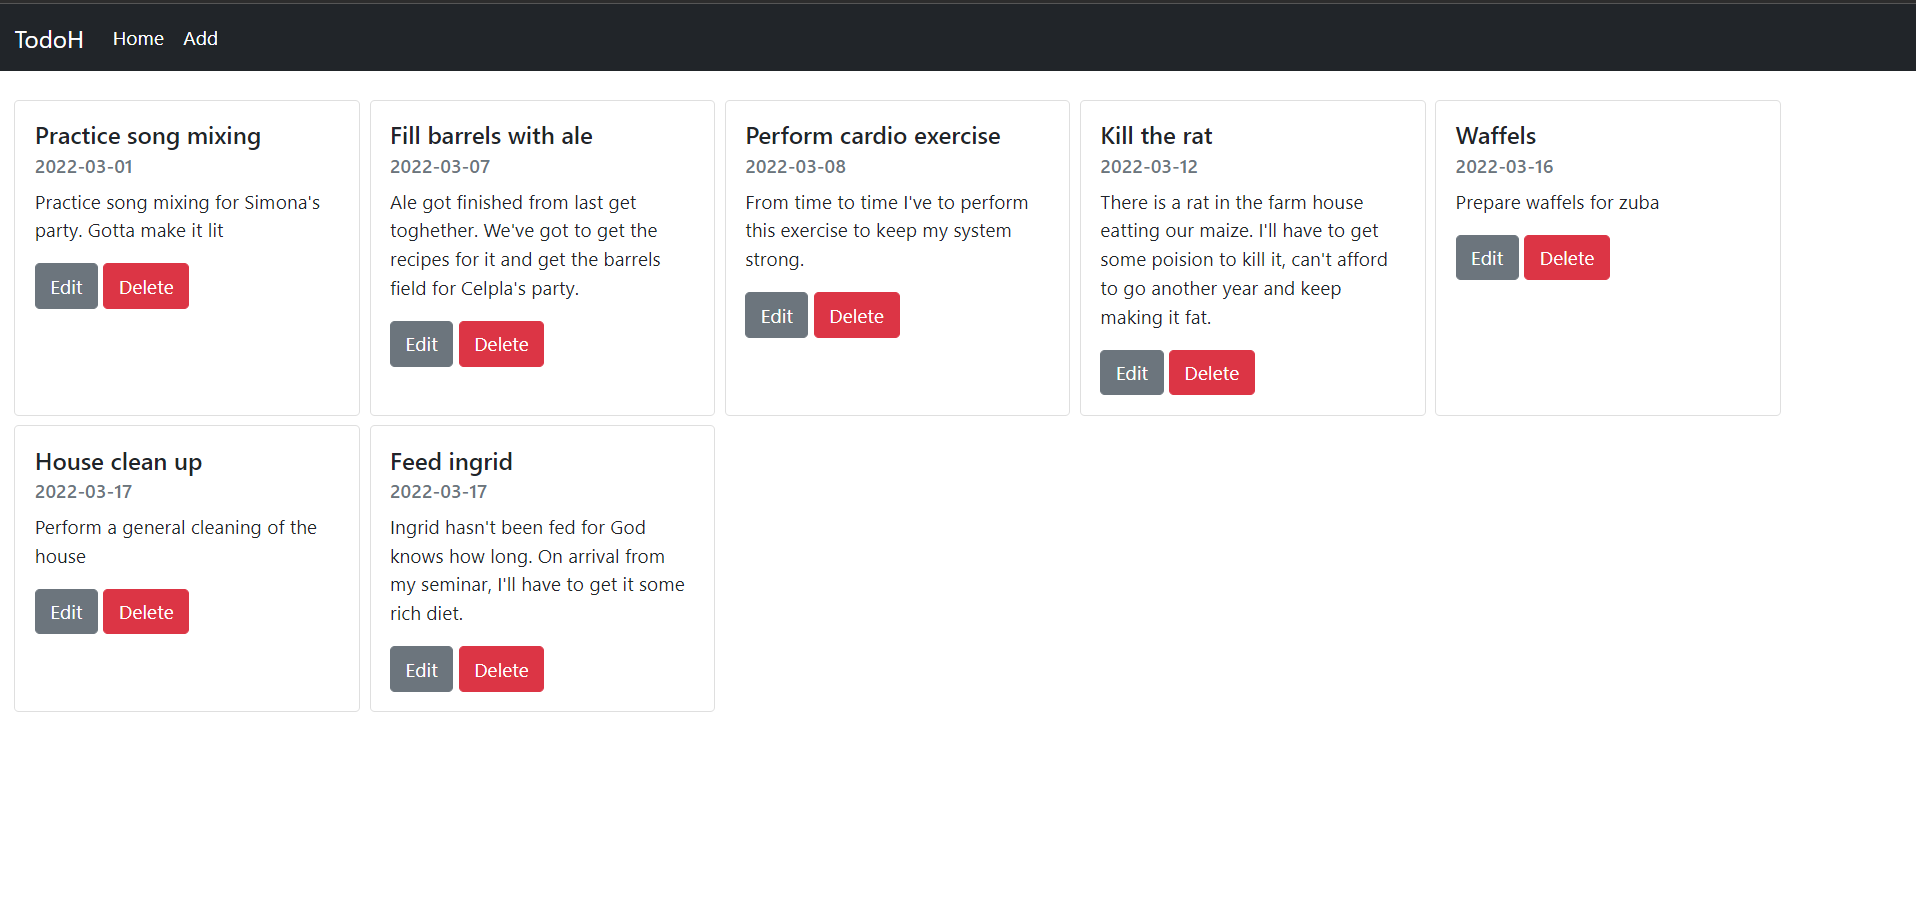 TodoH Home Add
Practice song mixing
2022-03-01
Practice song mixing for Simona's
party. Gotta make it lit
Edit Delete
Fill barrels with ale
2022-03-07
Ale got finished from last get
toghether. We've got to get the
recipes for it and get the barrels
field for Celpla's party.
Edit Delete
Perform cardio exercise
2022-03-08
From time to time I've to perform
this exercise to keep my system
strong.
Edit Delete
Kill the rat
2022-03-12
There is a rat in the farm house
eatting our maize. I'll have to get
some poision to kill it, can't afford
to go another year and keep
making it fat.
Edit Delete
Waffels
2022-03-16
Prepare waffels for zuba
Edit Delete
House clean up
2022-03-17
Perform a general cleaning of the
house
Edit Delete
Feed ingrid
2022-03-17
Ingrid hasn't been fed for God
knows how long. On arrival from
my seminar, I'll have to get it some
rich diet.
Edit Delete